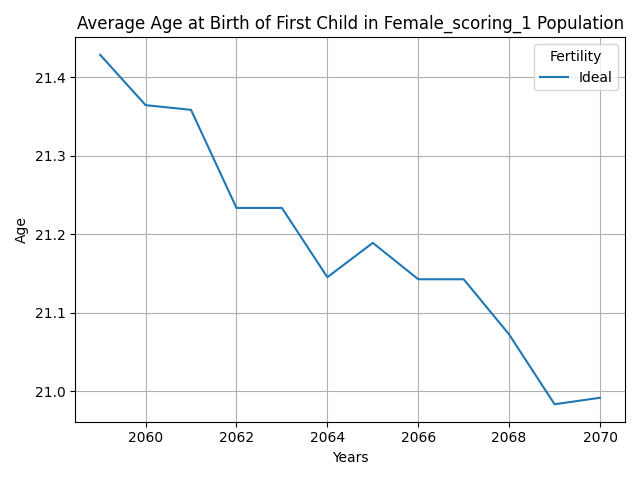 Average Age at Birth of First Child in Female_scoring_1 Population
Fertility
Ideal
21.4
21.3
21.2
21.1
21.0
Age
2060 2062 2064 2066 2068 2070
Years